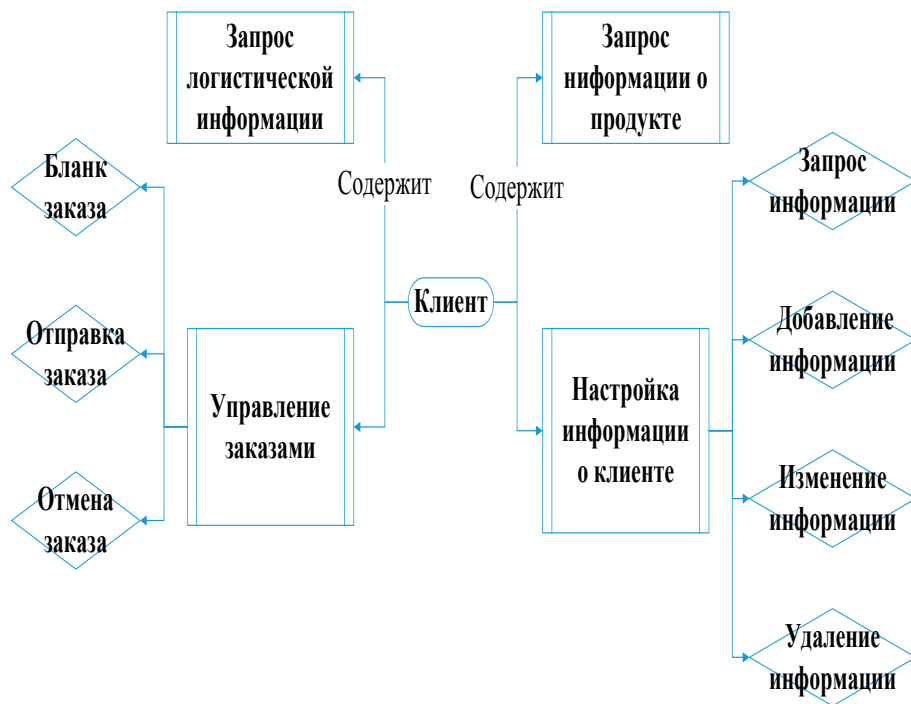 Запрос
логистической
информации
Запрос
ниформации о
продукте
Бланк
заказа
Содержит
Содержит
Запрос
информации
Клиент
Отправка
заказа
Управление
заказами
Настройка
информации
о клиенте
Добавление
информации
Отмена
заказа
Изменение
информации
Удаление
информации